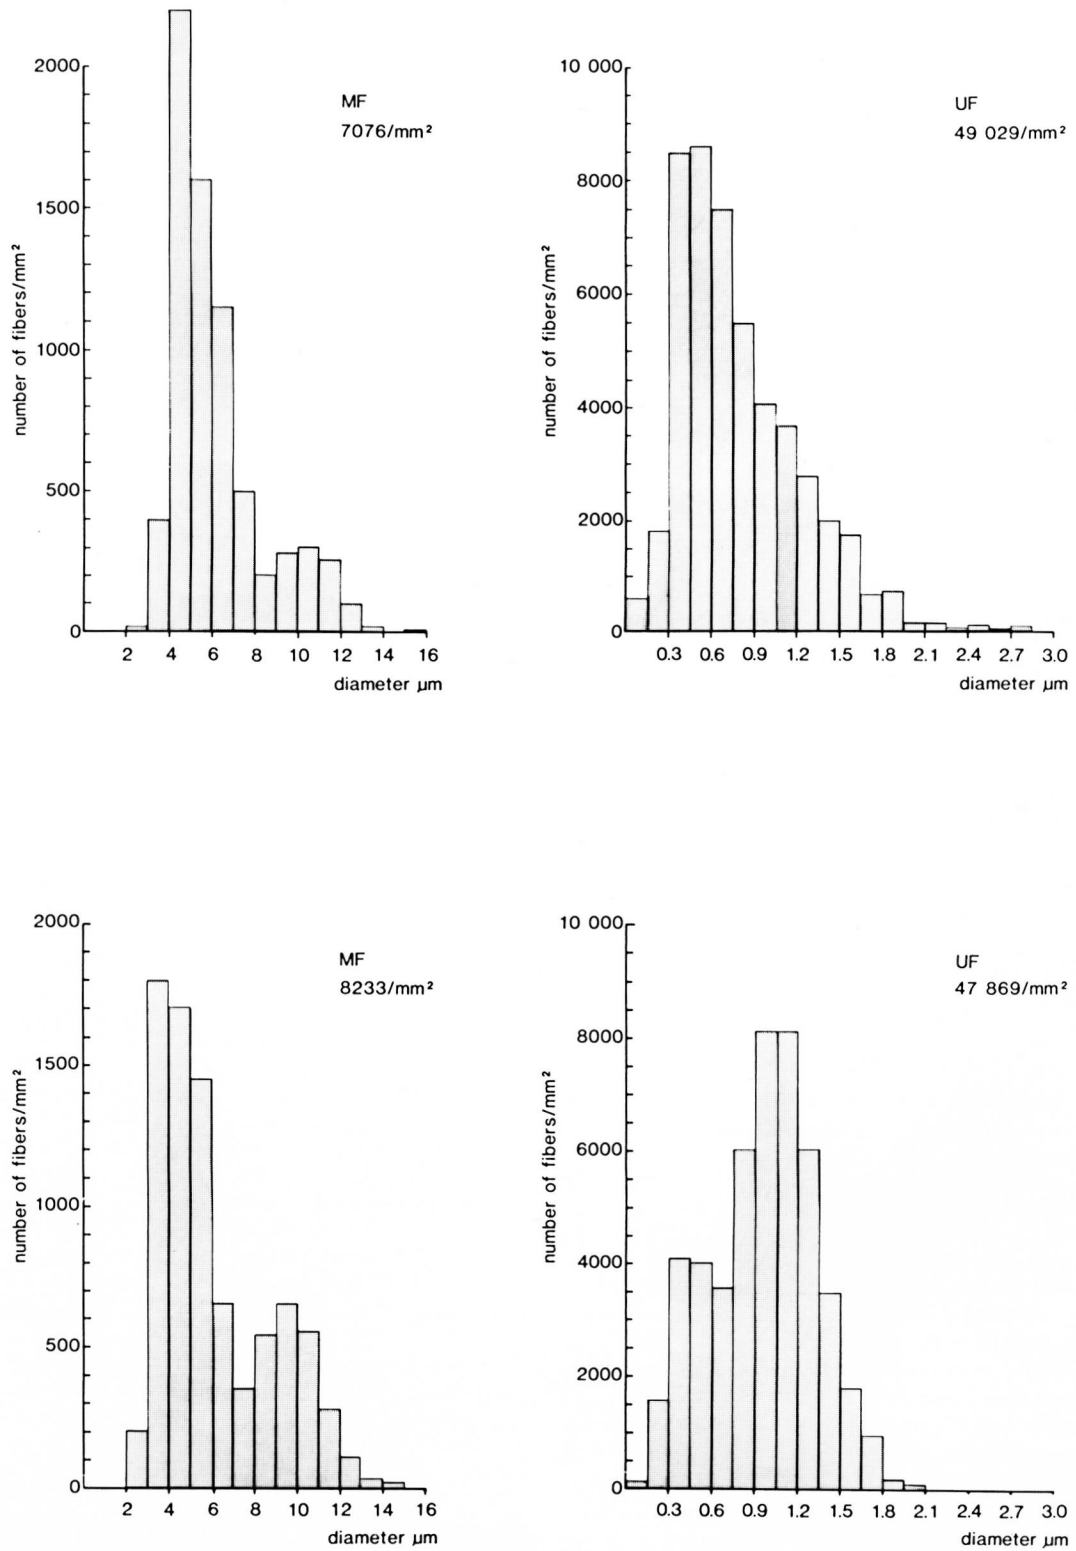 2000
1500
1000
500
0
number of fibers/mm²
MF
7076/mm²
2 4 6 8 10 12 14 16
diameter µm
10 000
8000
6000
4000
2000
0
number of fibers/mm²
UF
49 029/mm²
0.3 0.6 0.9 1.2 1.5 1.8 2.1 2.4 2.7 3.0
diameter µm
2000
1500
1000
500
0
number of fibers/mm²
MF
8233/mm²
2 4 6 8 10 12 14 16
diameter µm
10 000
8000
6000
4000
2000
0
number of fibers/mm²
UF
47 869/mm²
0.3 0.6 0.9 1.2 1.5 1.8 2.1 2.4 2.7 3.0
diameter µm